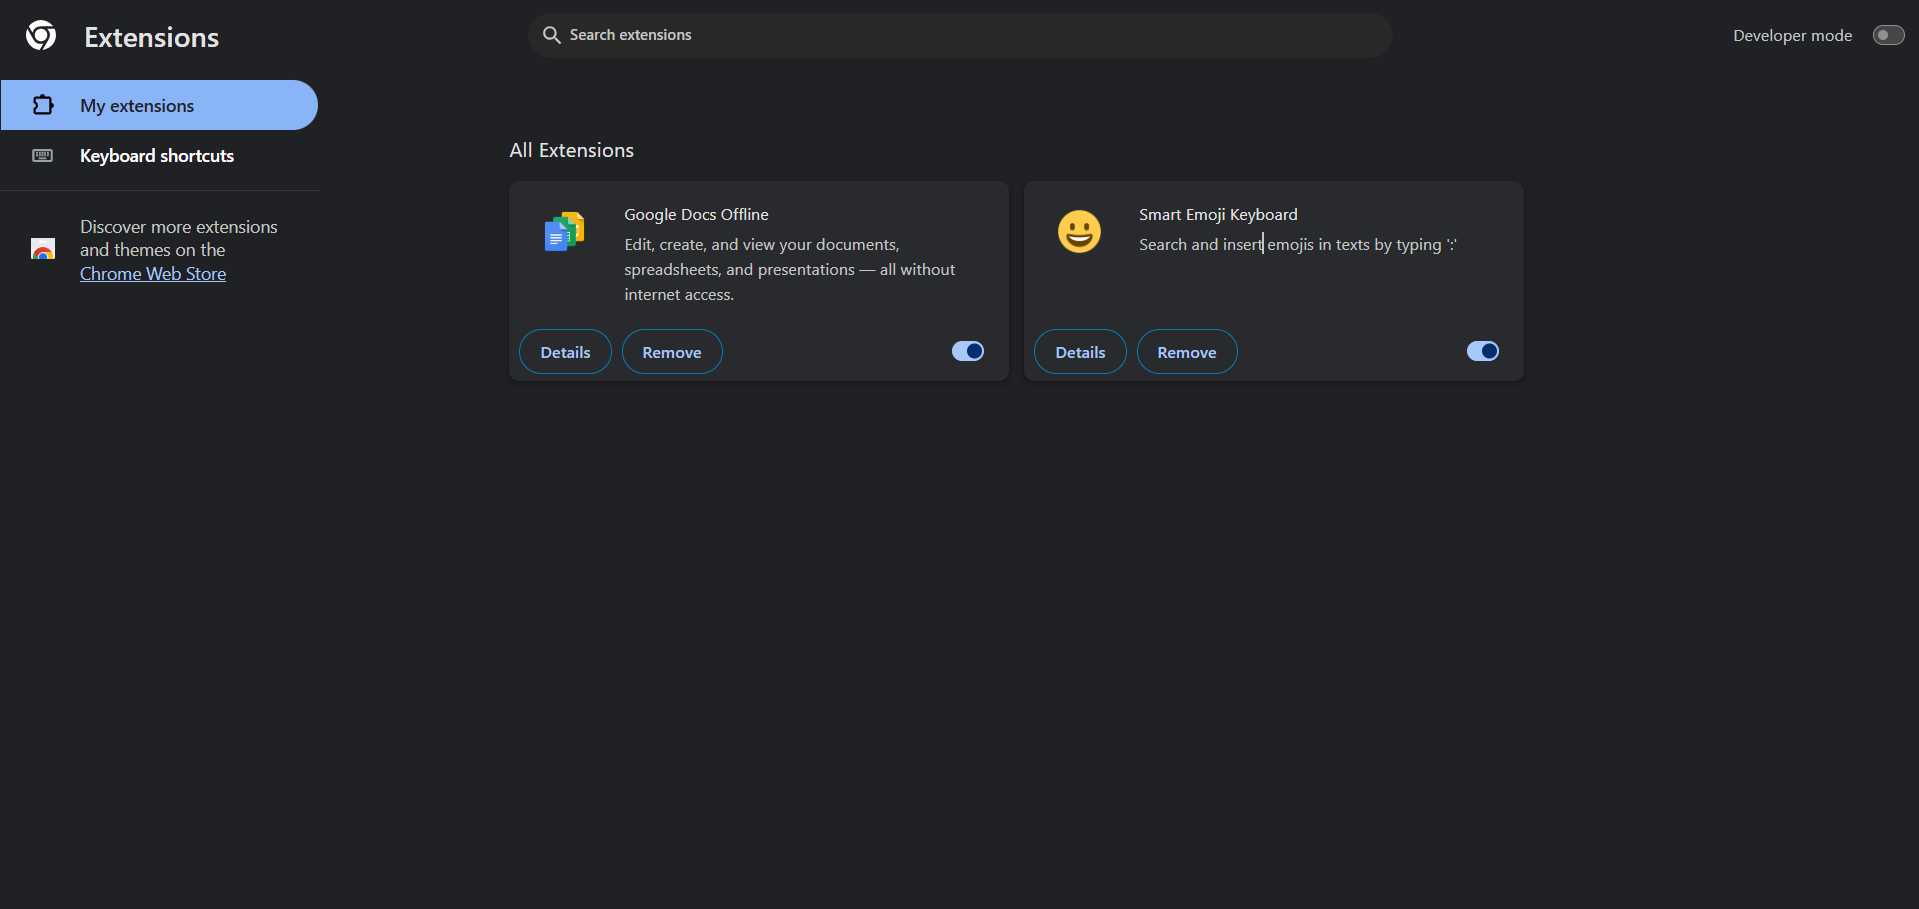 Extensions
Search extensions
Developer mode
My extensions
Keyboard shortcuts
Discover more extensions
and themes on the
Chrome Web Store
All Extensions
Google Docs Offline
Edit, create, and view your documents,
spreadsheets, and presentations — all without
internet access.
Details
Remove
Smart Emoji Keyboard
Search and insert emojis in texts by typing ':'
Details
Remove